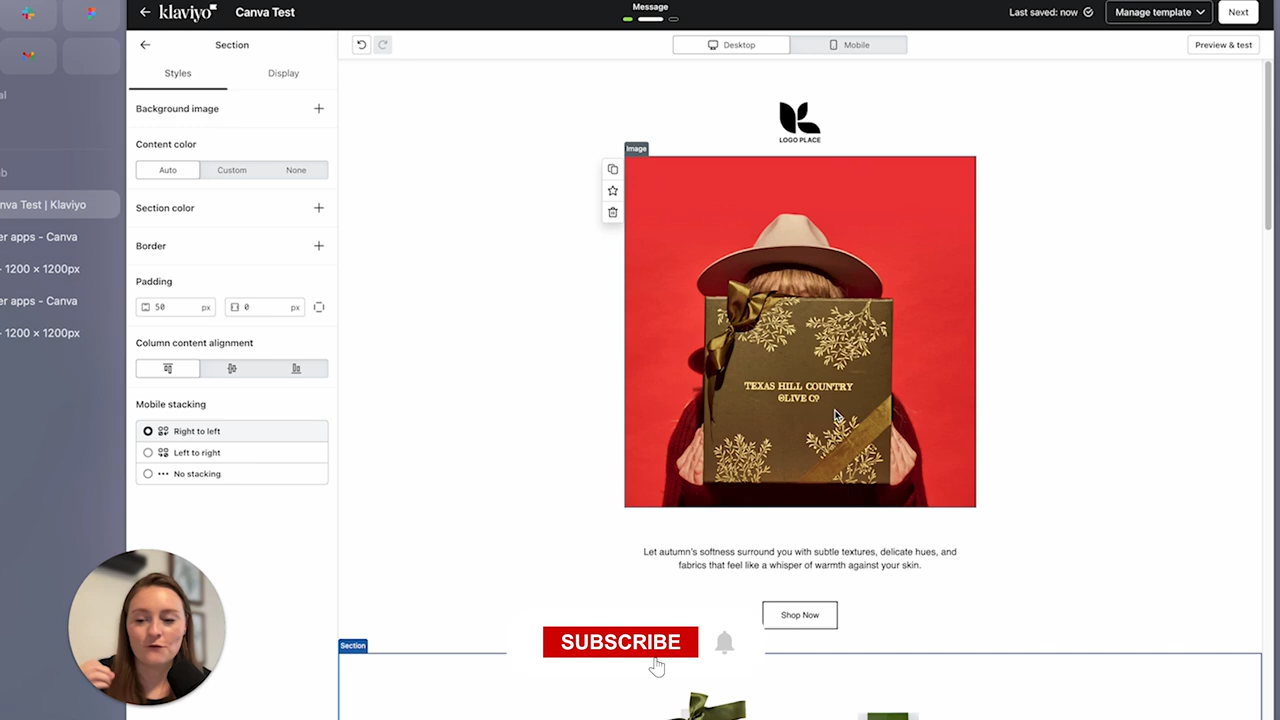 klaviyo
Canva Test
Message
Last saved: now
Manage template
Next
Section
Desktop
Mobile
Preview & test
Styles
Display
Background image
Content color
Auto
Custom
None
Section color
Border
Padding
50 px
0 px
Column content alignment
Mobile stacking
Right to left
Left to right
No stacking
al
b
nva Test | Klaviyo
er apps - Canva
- 1200 × 1200px
er apps - Canva
- 1200 × 1200px
LOGO PLACE
Image
TEXAS HILL COUNTRY
OLIVE Cº
Let autumn's softness surround you with subtle textures, delicate hues, and
fabrics that feel like a whisper of warmth against your skin.
Shop Now
SUBSCRIBE
Section